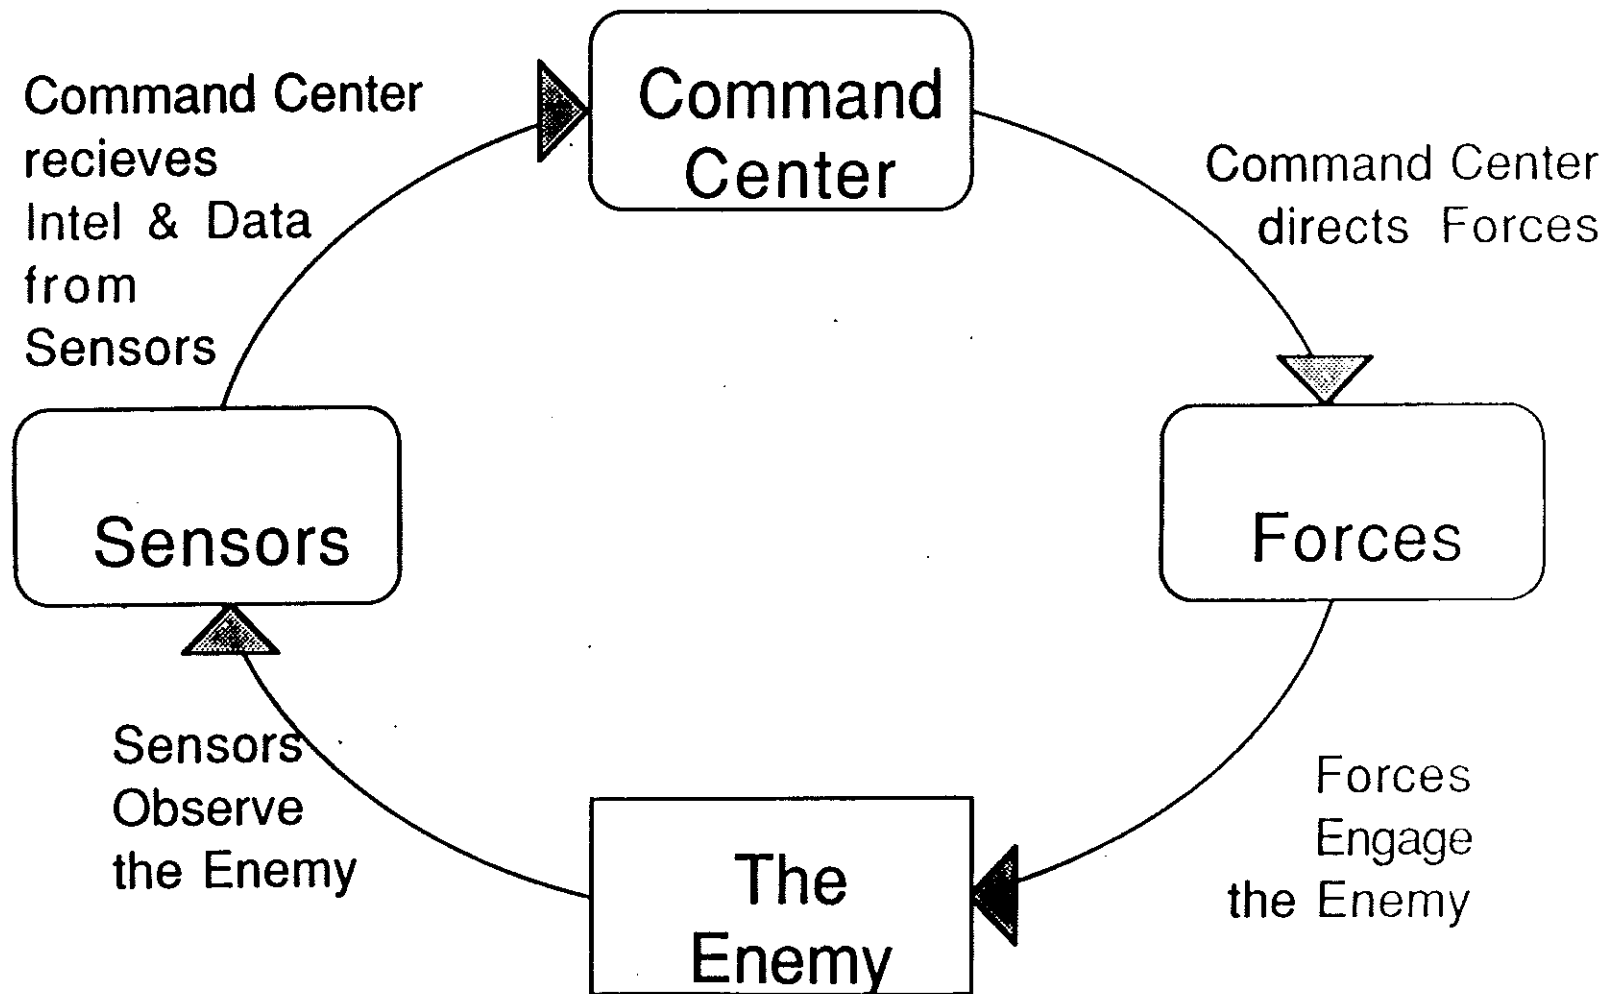 Command Center
recieves
Intel & Data
from
Sensors
Command
Center
Command Center
directs Forces
Sensors
Forces
Sensors
Observe
the Enemy
The
Enemy
Forces
Engage
the Enemy